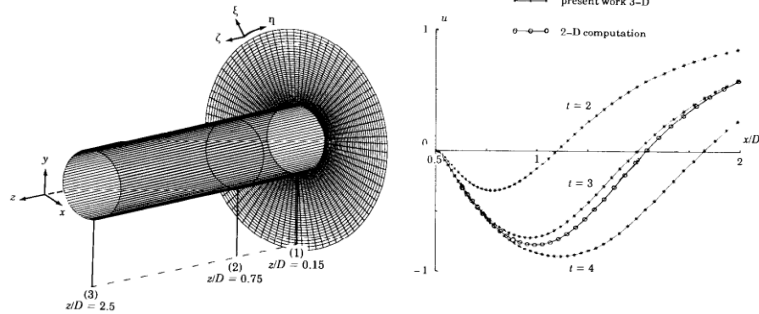 ξ
η
ζ
y
z
x
(1)
z/D = 0.15
(2)
z/D = 0.75
(3)
z/D = 2.5
present work 3-D
2-D computation
u
1
0
-1
0.5
1
2
x/D
t = 2
t = 3
t = 4